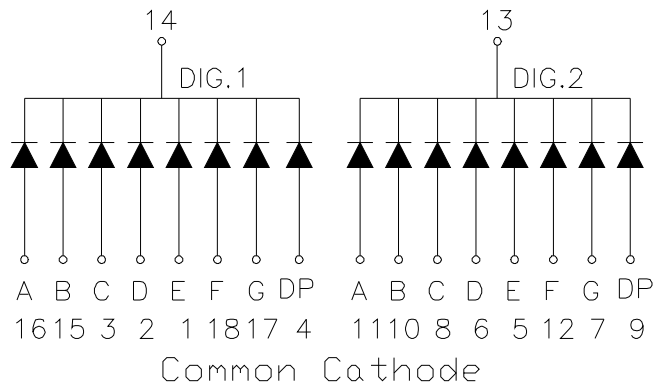 14 13
DIG.1 DIG.2
A B C D E F G DP A B C D E F G DP
16 15 3 2 1 18 17 4 11 10 8 6 5 12 7 9
Common Cathode